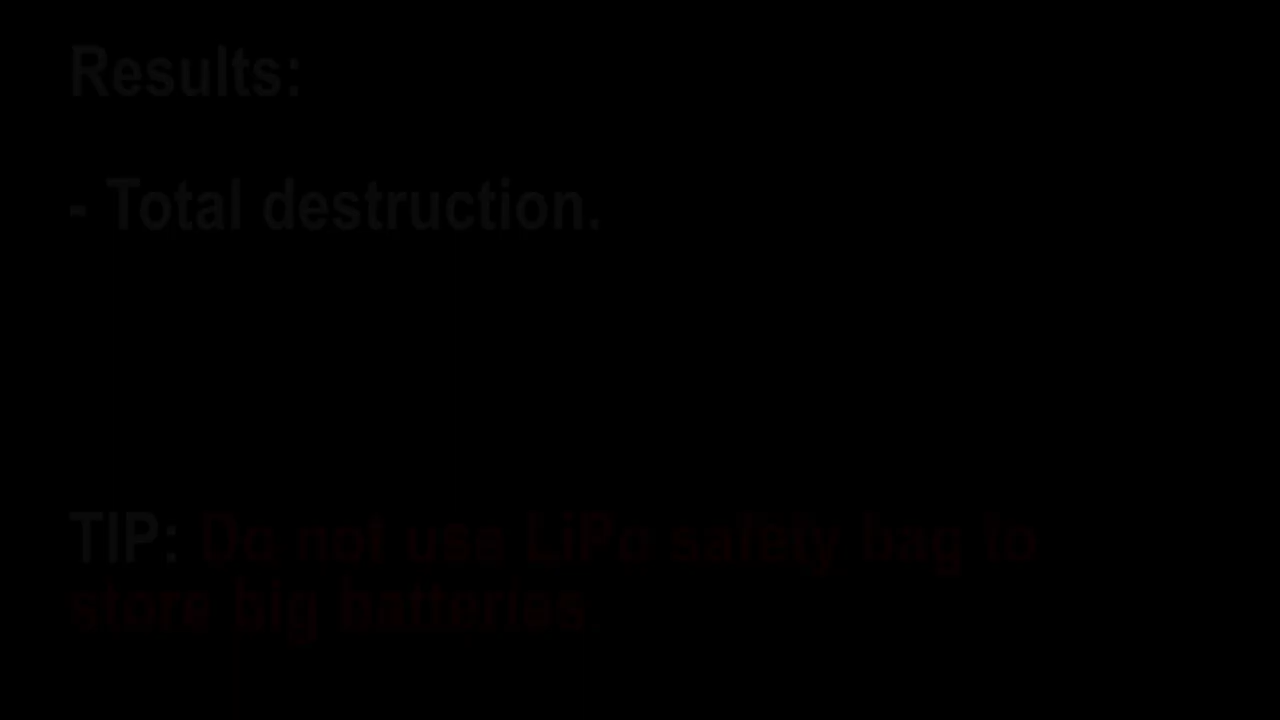 Results:
- Total destruction.
TIP: Do not use LiPo safety bag to
store big batteries.